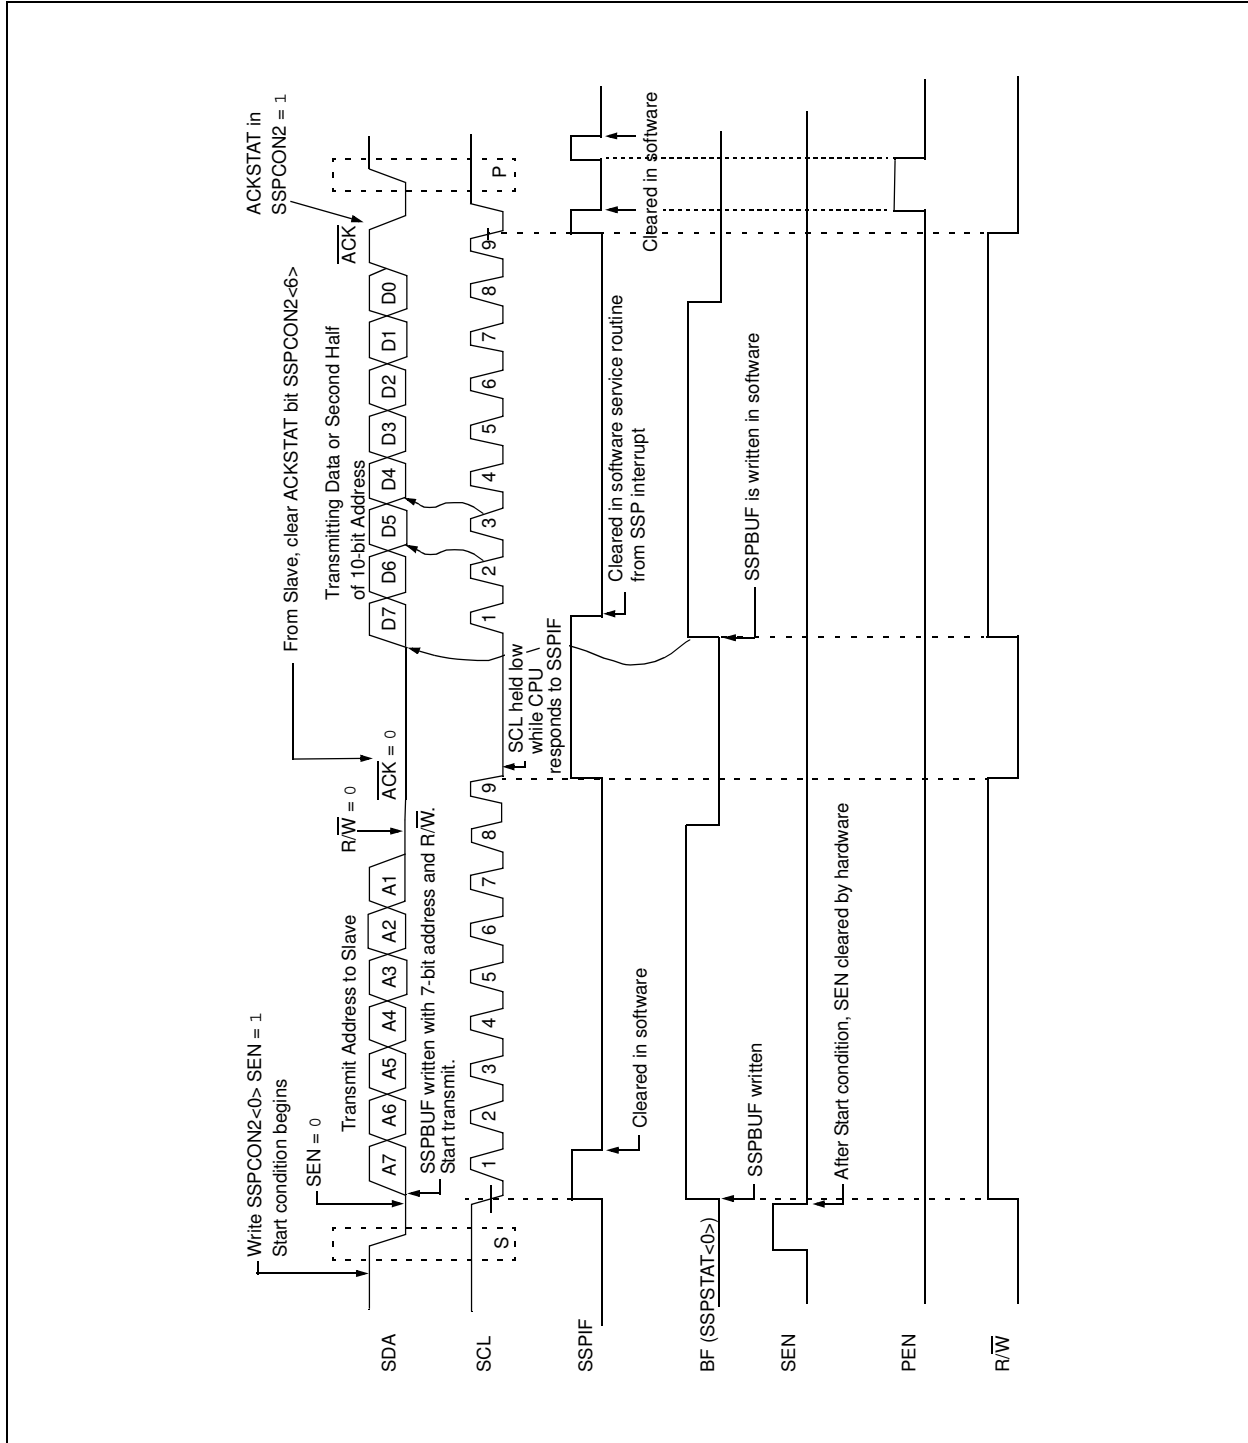 Write SSPCON2<0> SEN = 1
Start condition begins
SEN = 0
Transmit Address to Slave
R/W = 0
From Slave, clear ACKSTAT bit SSPCON2<6>
ACK = 0
Transmitting Data or Second Half
of 10-bit Address
ACKSTAT in
SSPCON2 = 1
ACK
SDA
A7 A6 A5 A4 A3 A2 A1
D7 D6 D5 D4 D3 D2 D1 D0
SSPBUF written with 7-bit address and R/W.
Start transmit.
SCL
S
1 2 3 4 5 6 7 8 9
1 2 3 4 5 6 7 8 9
P
SCL held low
while CPU
responds to SSPIF
SSPIF
Cleared in software
Cleared in software service routine
from SSP interrupt
Cleared in software
BF (SSPSTAT<0>)
SSPBUF written
SSPBUF is written in software
SEN
After Start condition, SEN cleared by hardware
PEN
R/W